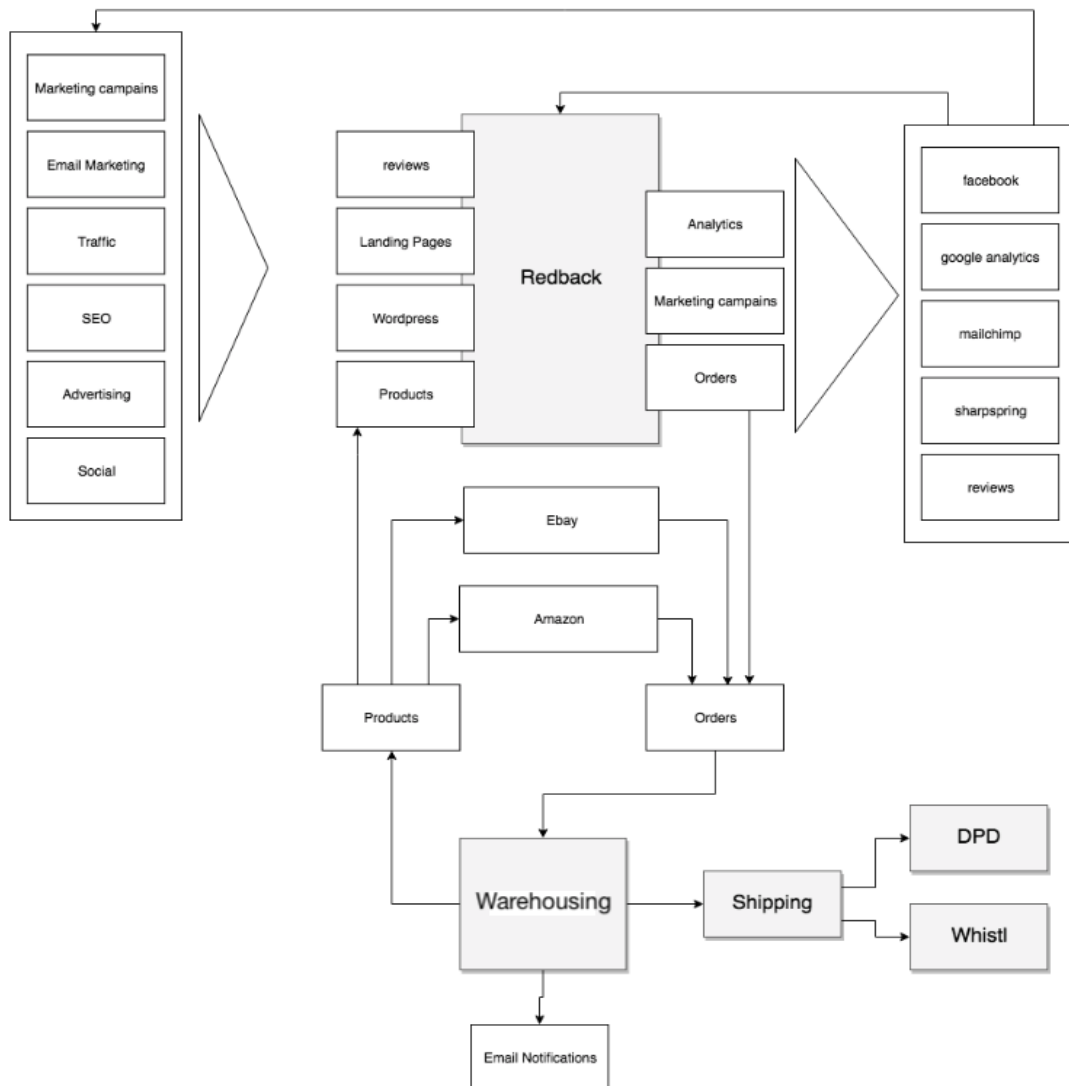 Marketing campains
Email Marketing
Traffic
SEO
Advertising
Social
reviews
Landing Pages
Wordpress
Products
Redback
Analytics
Marketing campains
Orders
facebook
google analytics
mailchimp
sharpspring
reviews
Ebay
Amazon
Products
Orders
Warehousing
Shipping
DPD
Whistl
Email Notifications